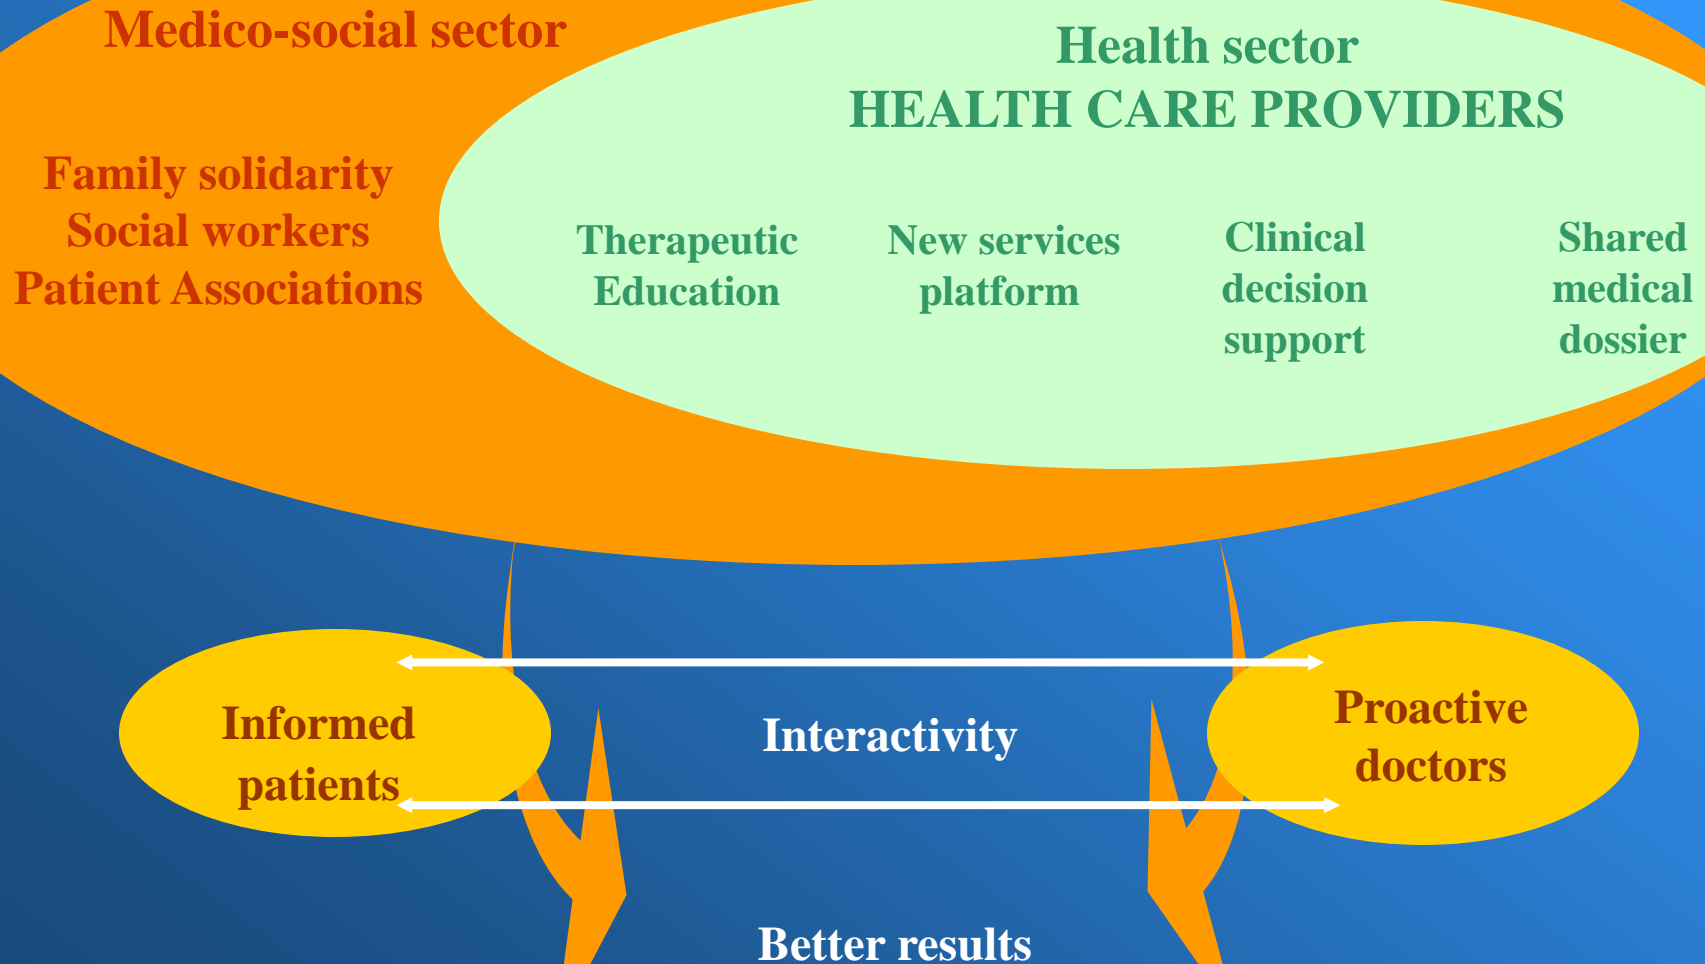 Medico-social sector
Health sector
HEALTH CARE PROVIDERS
Family solidarity
Social workers
Patient Associations
Therapeutic
Education
New services
platform
Clinical
decision
support
Shared
medical
dossier
Informed
patients
Interactivity
Proactive
doctors
Better results